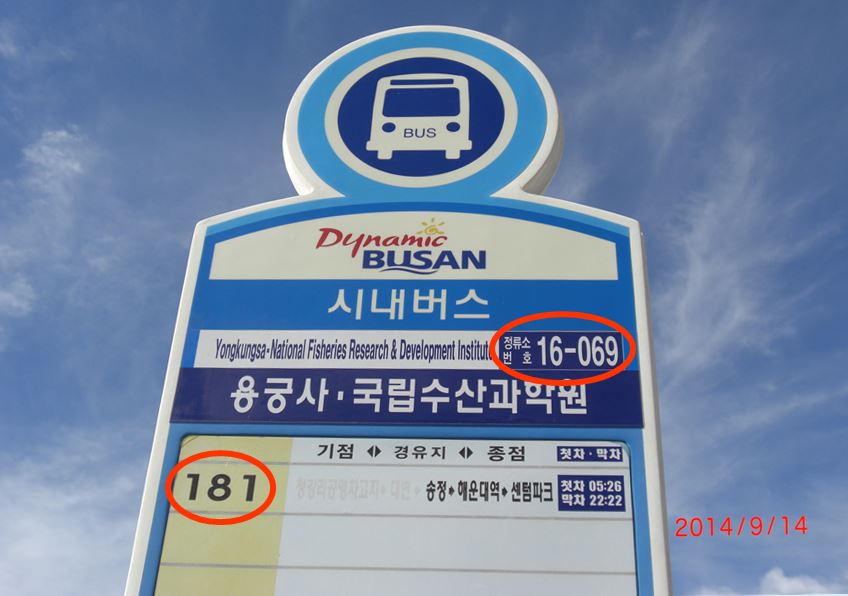 BUS
Dynamic
BUSAN
시내버스
Yongkungsa-National Fisheries Research & Development Institute 정류소 번호 16-069
용궁사·국립수산과학원
기점 ◀▶ 경유지 ◀▶ 종점 첫차·막차
181 대변 송정 해운대역 센텀파크 첫차 05:26
막차 22:22
2014/9/14